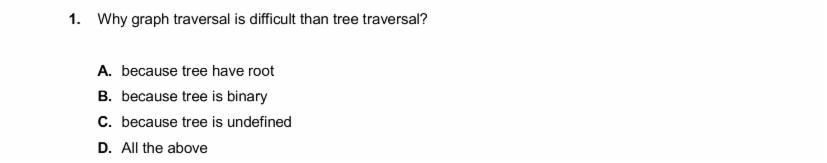 1. Why graph traversal is difficult than tree traversal?
A. because tree have root
B. because tree is binary
C. because tree is undefined
D. All the above